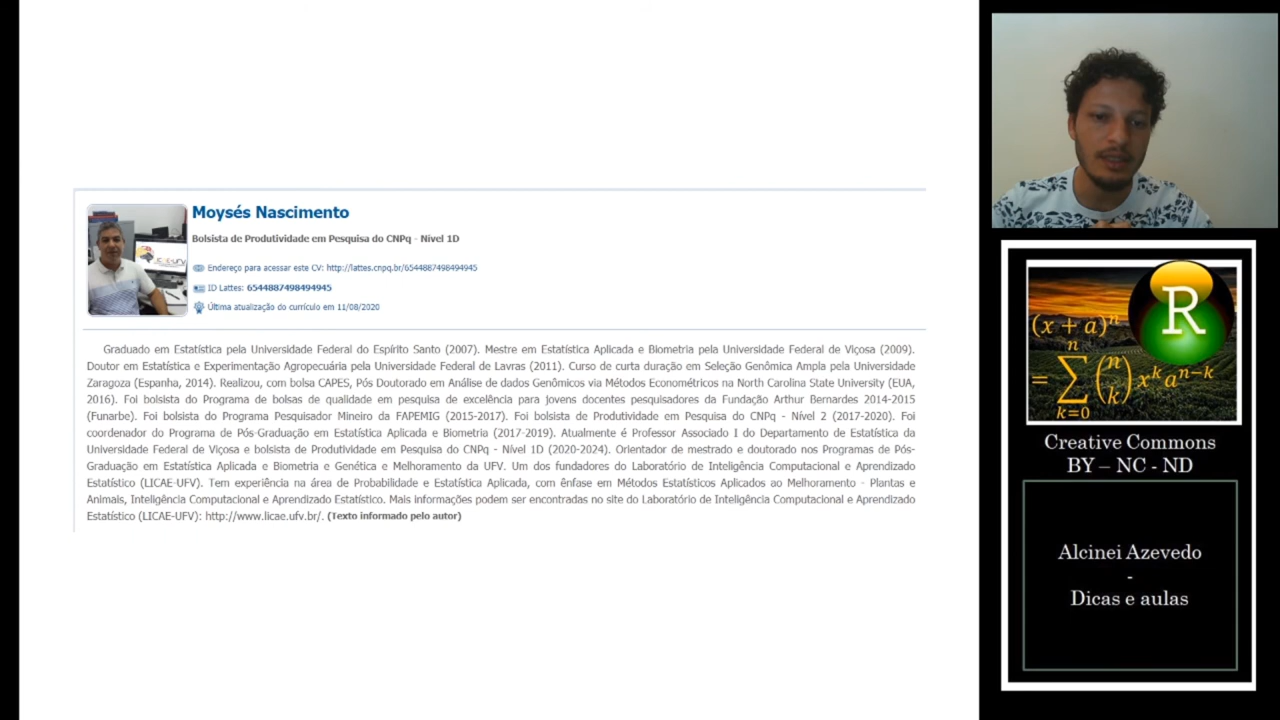 Moysés Nascimento
Bolsista de Produtividade em Pesquisa do CNPq - Nível 1D
Endereço para acessar este CV: http://lattes.cnpq.br/6544887498494945
ID Lattes: 6544887498494945
Última atualização do currículo em 11/08/2020
Graduado em Estatística pela Universidade Federal do Espírito Santo (2007). Mestre em Estatística Aplicada e Biometria pela Universidade Federal de Viçosa (2009).
Doutor em Estatística e Experimentação Agropecuária pela Universidade Federal de Lavras (2011). Curso de curta duração em Seleção Genômica Ampla pela Universidade
Zaragoza (Espanha, 2014). Realizou, com bolsa CAPES, Pós Doutorado em Análise de dados Genômicos via Métodos Econométricos na North Carolina State University (EUA,
2016). Foi bolsista do Programa de bolsas de qualidade em pesquisa de excelência para jovens docentes pesquisadores da Fundação Arthur Bernardes 2014-2015
(Funarbe). Foi bolsista do Programa Pesquisador Mineiro da FAPEMIG (2015-2017). Foi bolsista de Produtividade em Pesquisa do CNPq - Nível 2 (2017-2020). Foi
coordenador do Programa de Pós-Graduação em Estatística Aplicada e Biometria (2017-2019). Atualmente é Professor Associado I do Departamento de Estatística da
Universidade Federal de Viçosa e bolsista de Produtividade em Pesquisa do CNPq - Nível 1D (2020-2024). Orientador de mestrado e doutorado nos Programas de Pós-
Graduação em Estatística Aplicada e Biometria e Genética e Melhoramento da UFV. Um dos fundadores do Laboratório de Inteligência Computacional e Aprendizado
Estatístico (LICAE-UFV). Tem experiência na área de Probabilidade e Estatística Aplicada, com ênfase em Métodos Estatísticos Aplicados ao Melhoramento - Plantas e
Animais, Inteligência Computacional e Aprendizado Estatístico. Mais informações podem ser encontradas no site do Laboratório de Inteligência Computacional e Aprendizado
Estatístico (LICAE-UFV): http://www.licae.ufv.br/. (Texto informado pelo autor)
R
(x + a)^n
= ∑_{k=0}^{n} (n k) x^k a^{n-k}
Creative Commons
BY – NC - ND
Alcinei Azevedo
-
Dicas e aulas